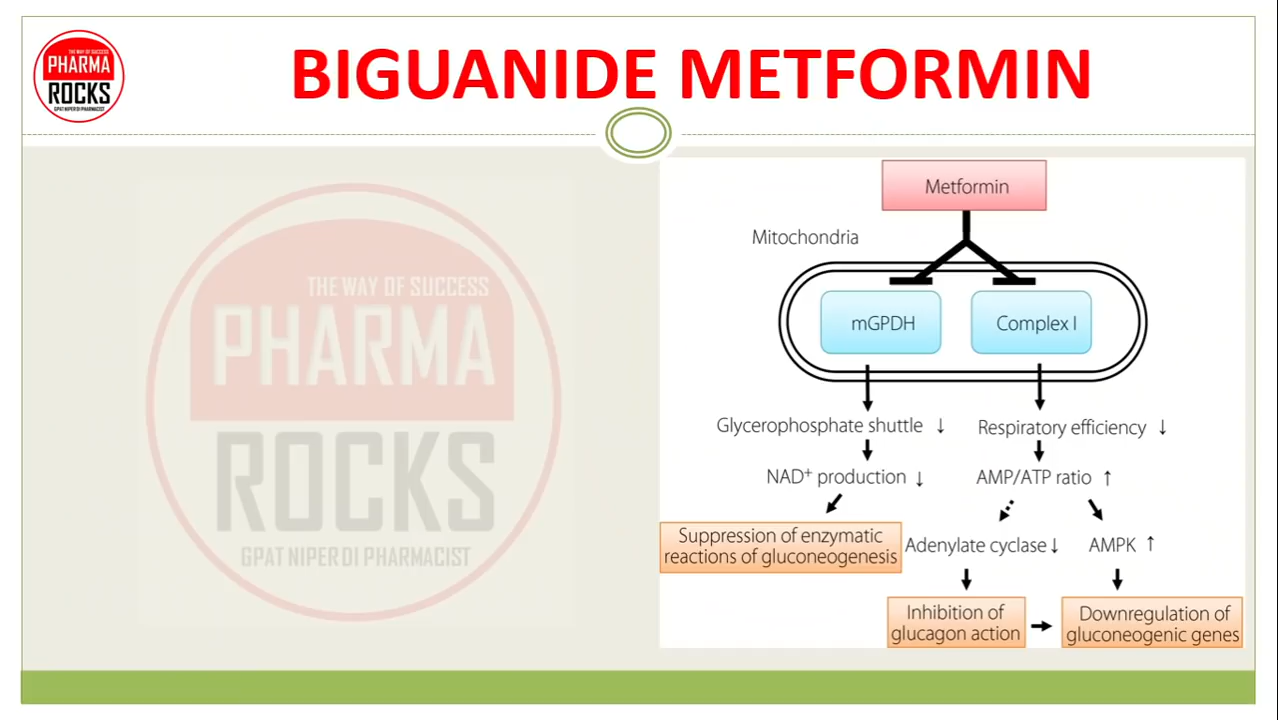 THE WAY OF SUCCESS
PHARMA
ROCKS
GPAT NIPER DI PHARMACIST
BIGUANIDE METFORMIN
THE WAY OF SUCCESS
PHARMA
ROCKS
GPAT NIPER DI PHARMACIST
Metformin
Mitochondria
mGPDH
Complex I
Glycerophosphate shuttle ↓
Respiratory efficiency ↓
NAD⁺ production ↓
AMP/ATP ratio ↑
Suppression of enzymatic
reactions of gluconeogenesis
Adenylate cyclase ↓
AMPK ↑
Inhibition of
glucagon action
Downregulation of
gluconeogenic genes